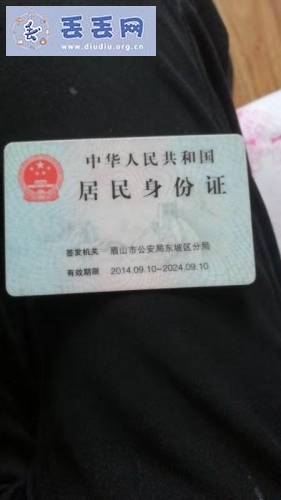 丢丢网
www.diudiu.org.cn
中华人民共和国
居民身份证
签发机关 眉山市公安局东坡区分局
有效期限 2014.09.10-2024.09.10